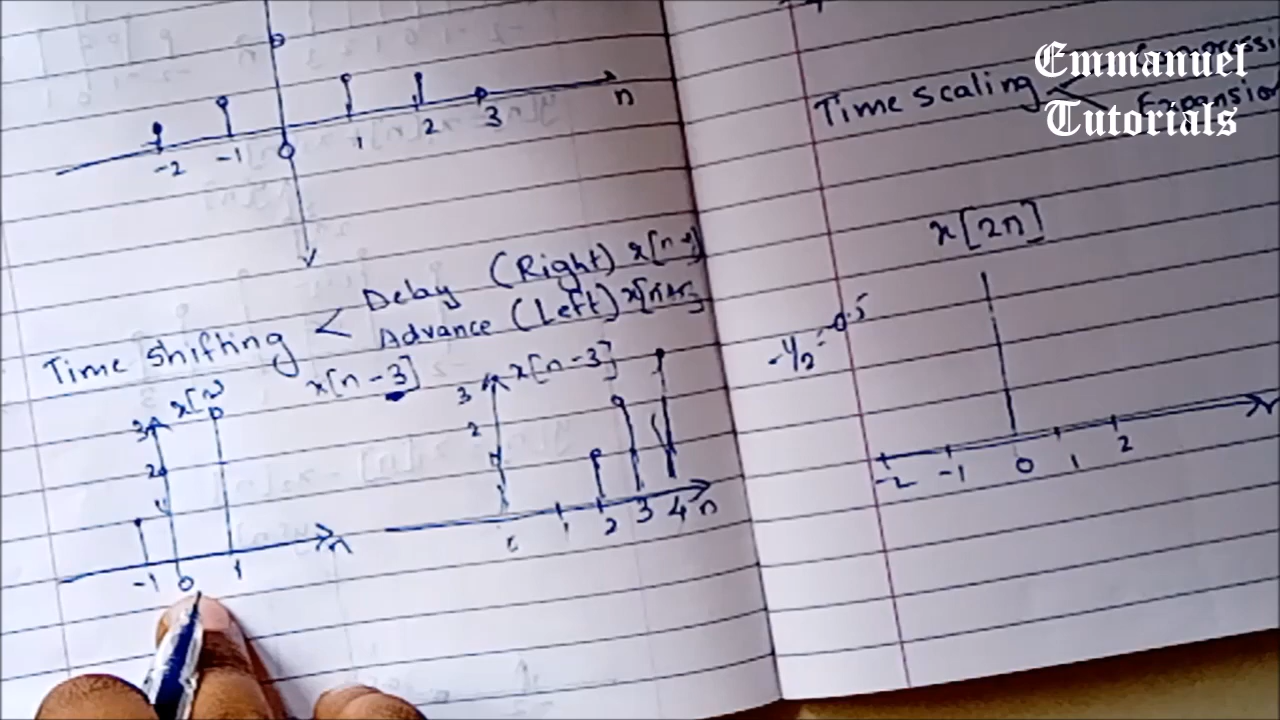 -2 -1 1 2 3 n
Time Shifting < Delay (Right) x[n-
Advance (Left) x[n+
x[n-3]
x[n
3
2
-1 0 1 n
x[n-3]
3
2
1 2 3 4 n
Emmanuel
Tutorials
Time scaling
Expansion
x[2n]
-1/2 = -0.5
-2 -1 0 1 2